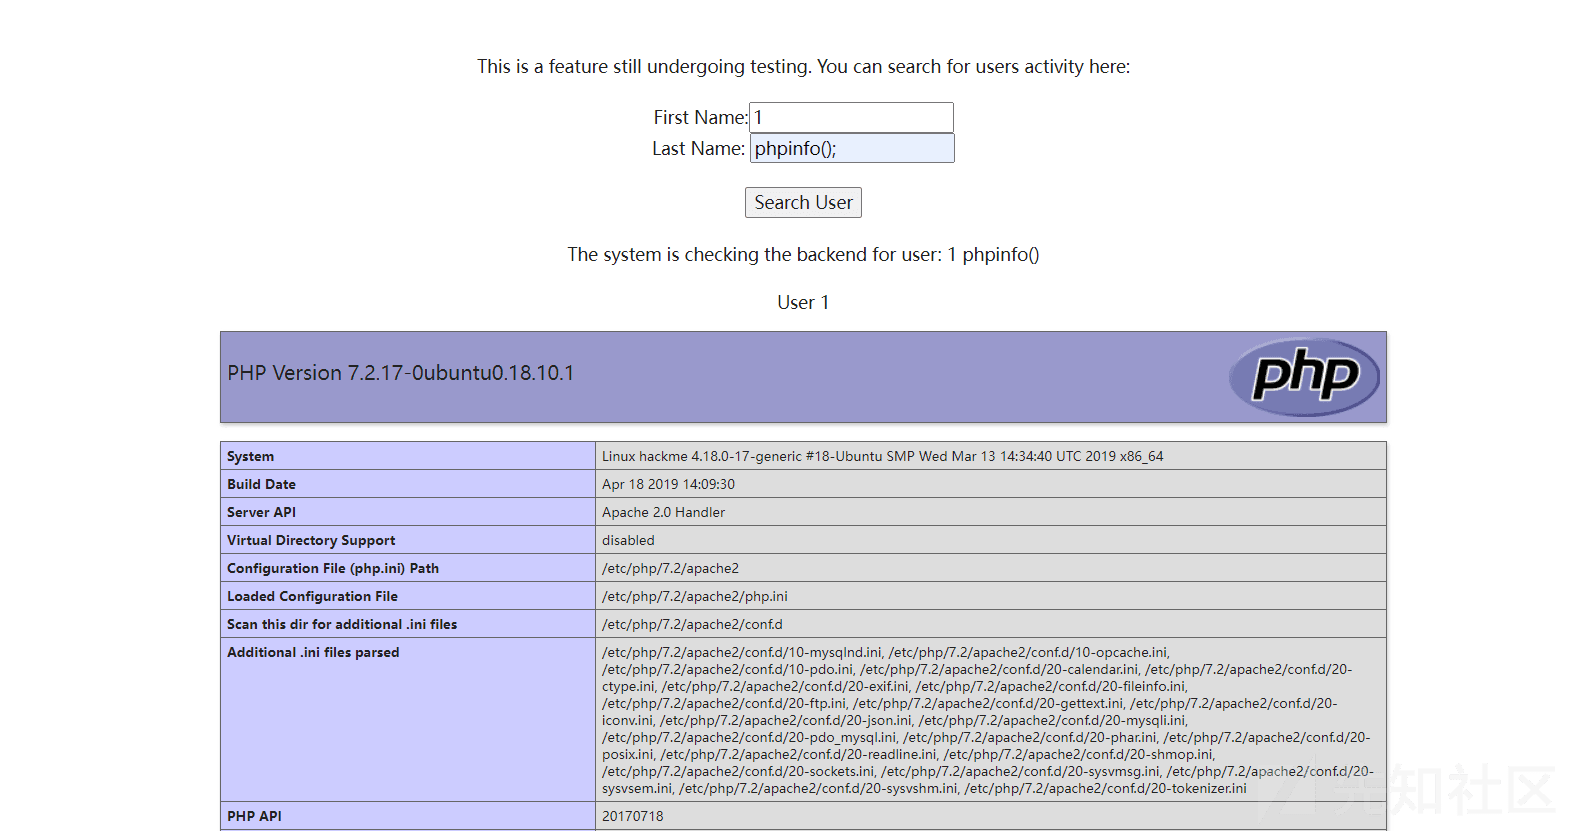 This is a feature still undergoing testing. You can search for users activity here:
First Name: 1
Last Name: phpinfo();
Search User
The system is checking the backend for user: 1 phpinfo()
User 1
PHP Version 7.2.17-0ubuntu0.18.10.1
php
System Linux hackme 4.18.0-17-generic #18-Ubuntu SMP Wed Mar 13 14:34:40 UTC 2019 x86_64
Build Date Apr 18 2019 14:09:30
Server API Apache 2.0 Handler
Virtual Directory Support disabled
Configuration File (php.ini) Path /etc/php/7.2/apache2
Loaded Configuration File /etc/php/7.2/apache2/php.ini
Scan this dir for additional .ini files /etc/php/7.2/apache2/conf.d
Additional .ini files parsed /etc/php/7.2/apache2/conf.d/10-mysqlnd.ini, /etc/php/7.2/apache2/conf.d/10-opcache.ini,
/etc/php/7.2/apache2/conf.d/10-pdo.ini, /etc/php/7.2/apache2/conf.d/20-calendar.ini, /etc/php/7.2/apache2/conf.d/20-
ctype.ini, /etc/php/7.2/apache2/conf.d/20-exif.ini, /etc/php/7.2/apache2/conf.d/20-fileinfo.ini,
/etc/php/7.2/apache2/conf.d/20-ftp.ini, /etc/php/7.2/apache2/conf.d/20-gettext.ini, /etc/php/7.2/apache2/conf.d/20-
iconv.ini, /etc/php/7.2/apache2/conf.d/20-json.ini, /etc/php/7.2/apache2/conf.d/20-mysqli.ini,
/etc/php/7.2/apache2/conf.d/20-pdo_mysql.ini, /etc/php/7.2/apache2/conf.d/20-phar.ini, /etc/php/7.2/apache2/conf.d/20-
posix.ini, /etc/php/7.2/apache2/conf.d/20-readline.ini, /etc/php/7.2/apache2/conf.d/20-shmop.ini,
/etc/php/7.2/apache2/conf.d/20-sockets.ini, /etc/php/7.2/apache2/conf.d/20-sysvmsg.ini, /etc/php/7.2/apache2/conf.d/20-
sysvsem.ini, /etc/php/7.2/apache2/conf.d/20-sysvshm.ini, /etc/php/7.2/apache2/conf.d/20-tokenizer.ini
PHP API 20170718
先知社区